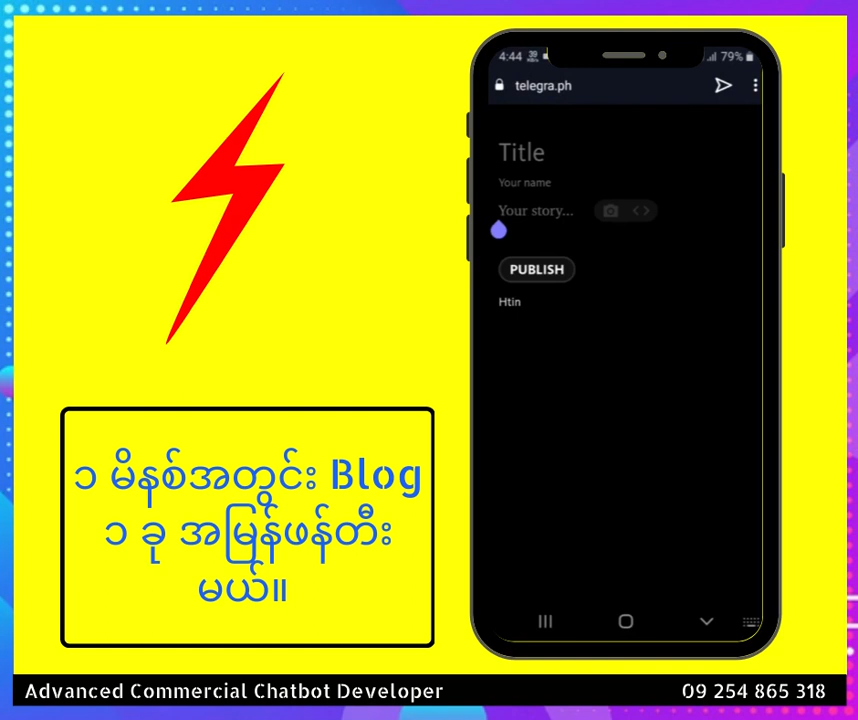 4:44
79%
telegra.ph
Title
Your name
Your story...
PUBLISH
Htin
၁ မိနစ်အတွင်း Blog
၁ ခု အမြန်ဖန်တီး
မယ်။
Advanced Commercial Chatbot Developer
09 254 865 318